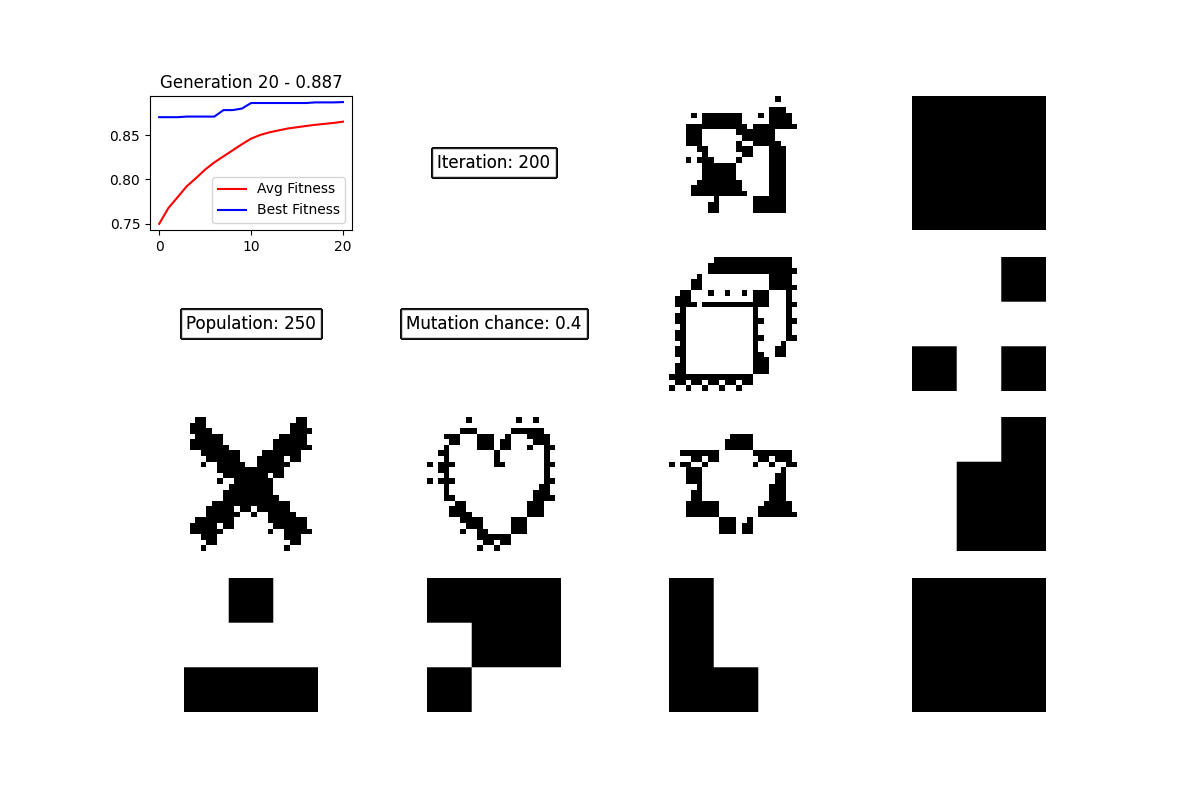 Generation 20 - 0.887
0.85
0.80
0.75
Avg Fitness
Best Fitness
0 10 20
Iteration: 200
Population: 250
Mutation chance: 0.4